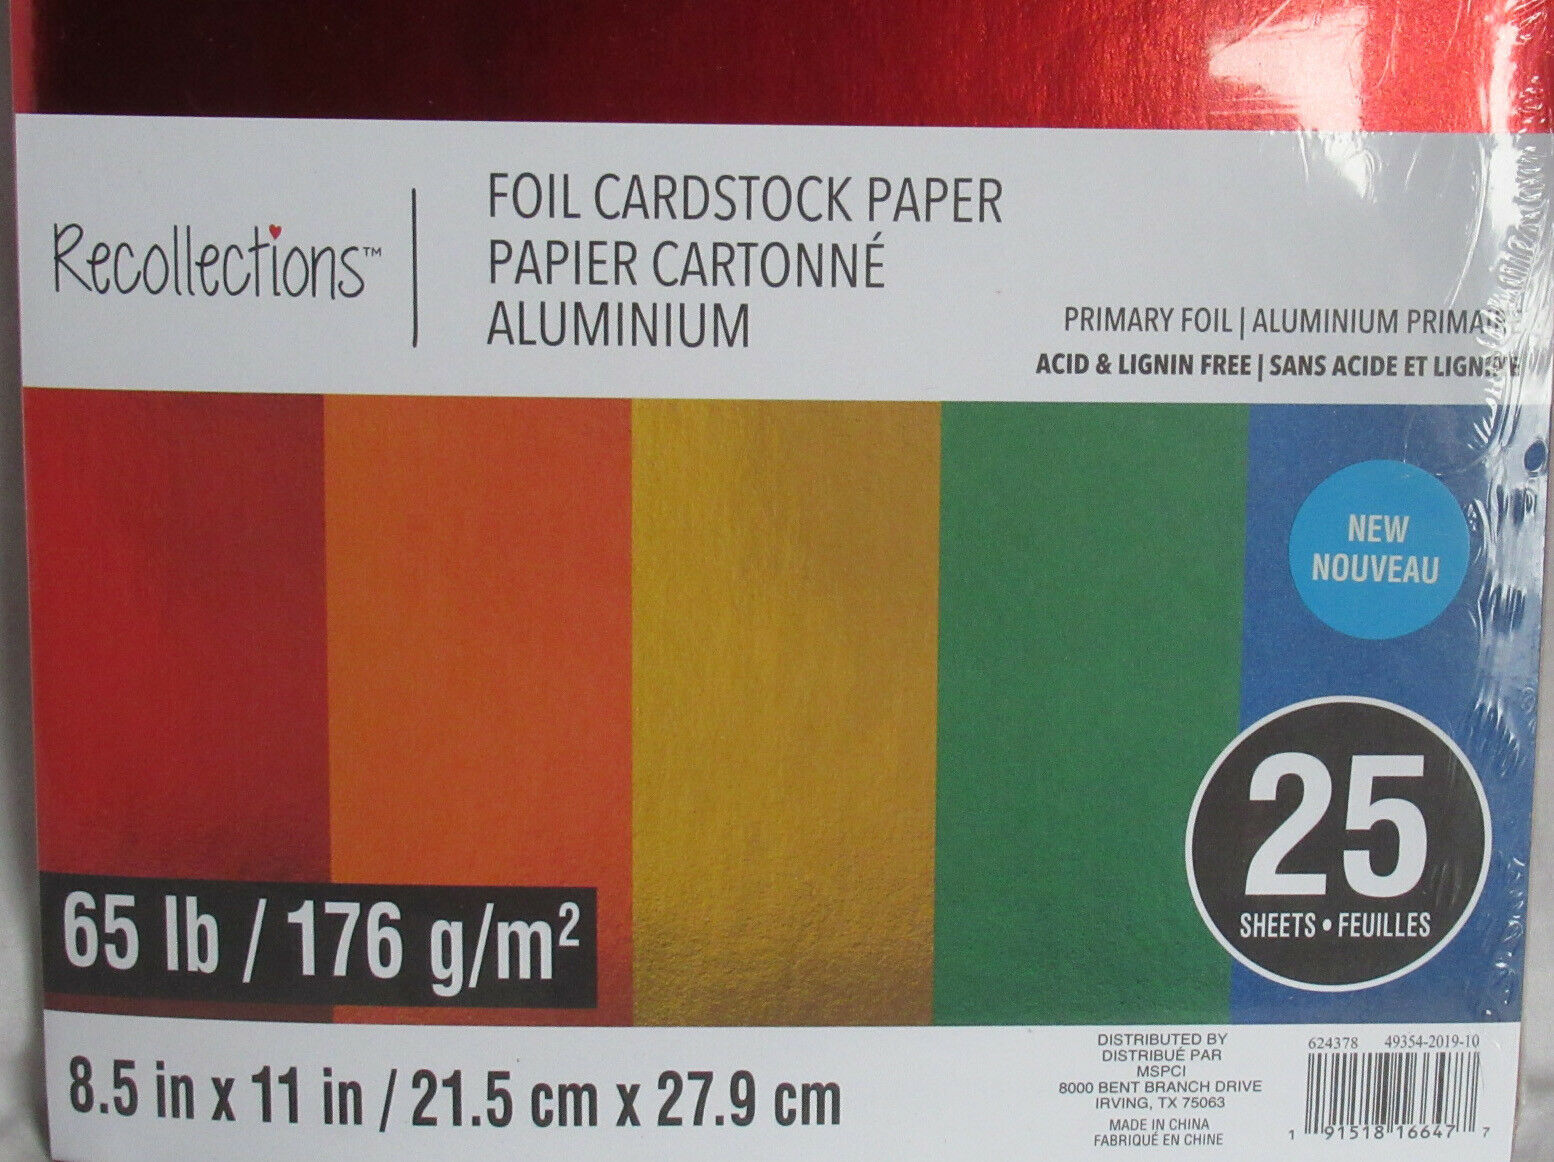 Recollections™
FOIL CARDSTOCK PAPER
PAPIER CARTONNÉ
ALUMINIUM
PRIMARY FOIL | ALUMINIUM
ACID & LIGNIN FREE | SANS ACIDE ET LIGNINE
NEW
NOUVEAU
25
SHEETS • FEUILLES
65 lb / 176 g/m²
8.5 in x 11 in / 21.5 cm x 27.9 cm
DISTRIBUTED BY
DISTRIBUÉ PAR
MSPCI
8000 BENT BRANCH DRIVE
IRVING, TX 75063
MADE IN CHINA
FABRIQUÉ EN CHINE
624378 49354-2019-10
1 91518 16647 7